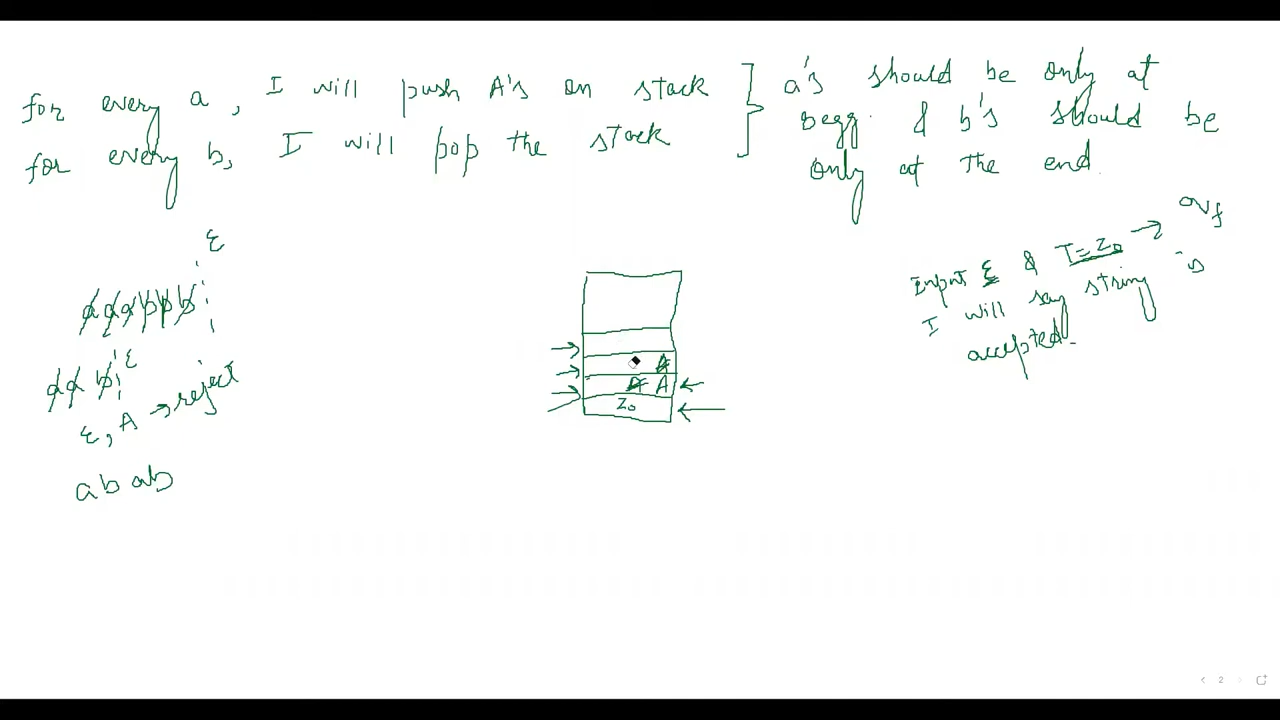 for every a, I will push A's on stack
for every b, I will pop the stack
a's should be only at
begg. & b's should be
only at the end.
ε
aaabbb
aab ε
ε, A → reject
abab
A
A A
Z₀
Input ε & T=Z₀ →
I will say string is
accepted.